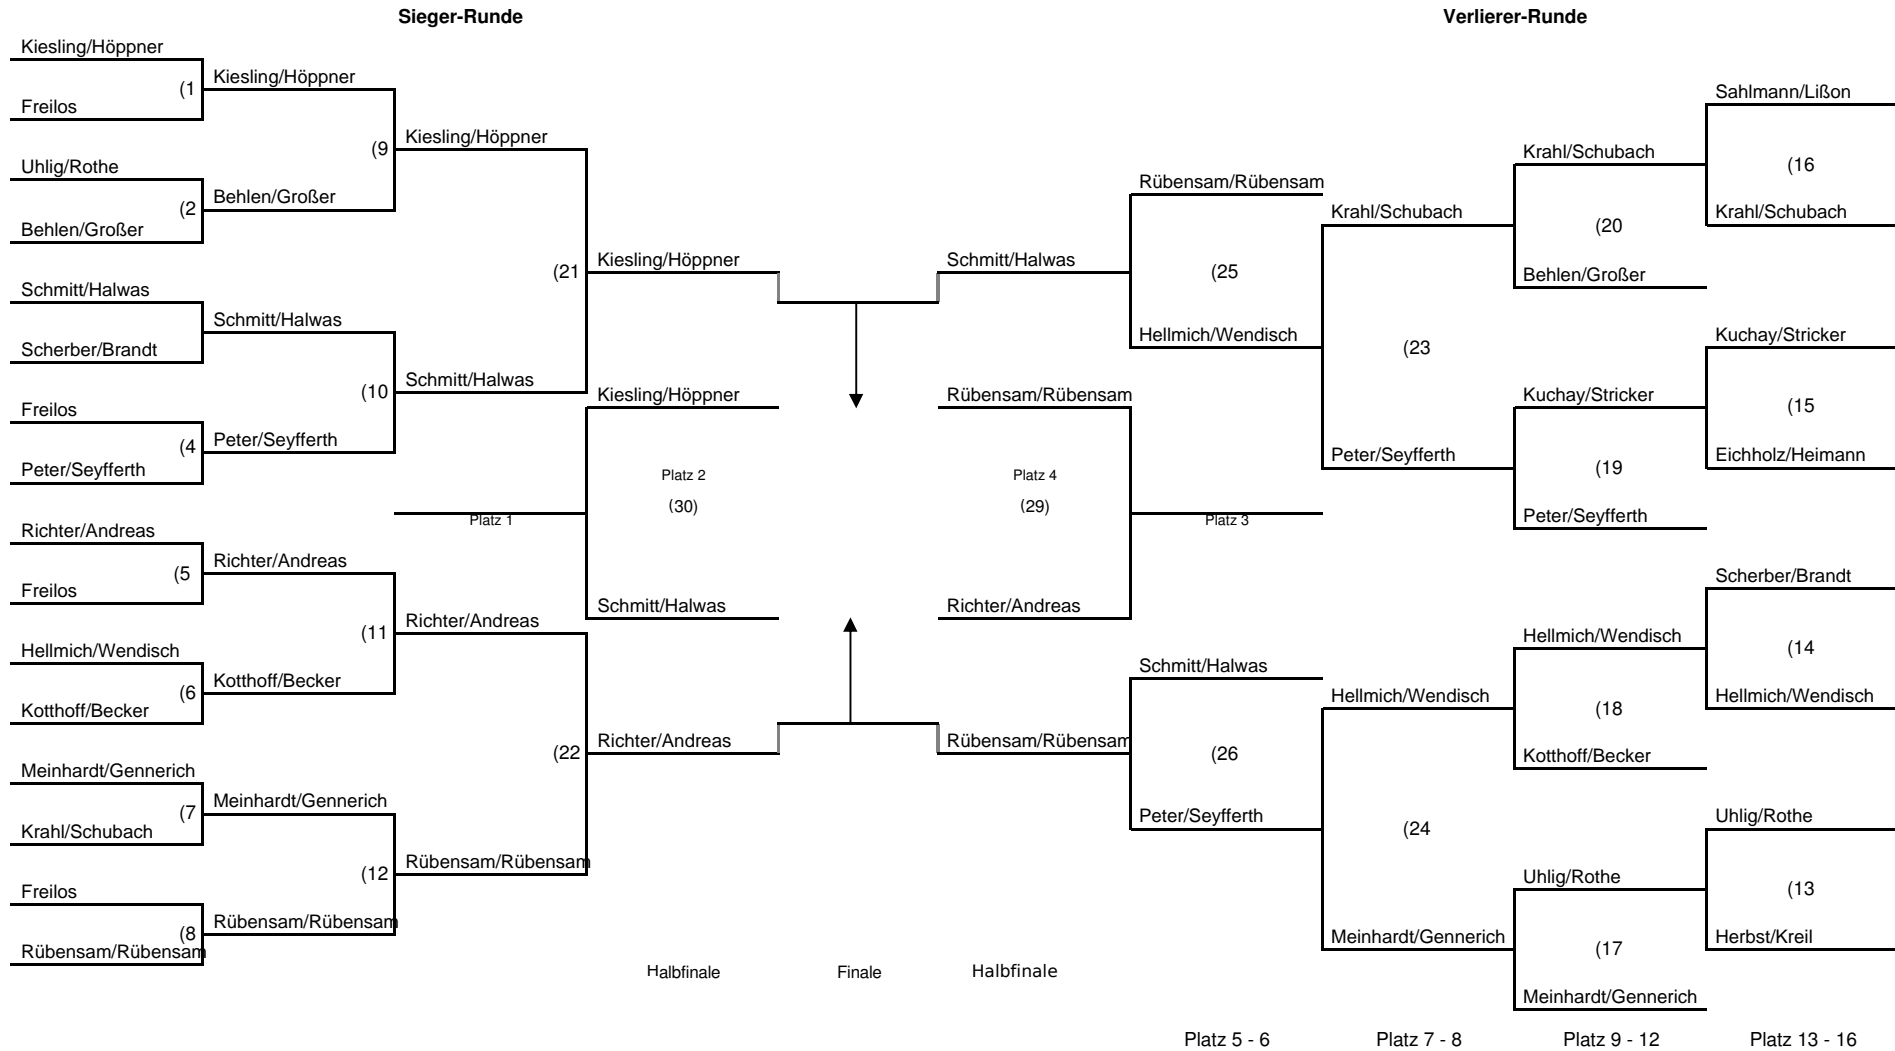 Sieger-Runde
Verlierer-Runde
Kiesling/Höppner
(1
Freilos
Uhlig/Rothe
(2
Behlen/Großer
Schmitt/Halwas
Scherber/Brandt
Freilos
(4
Peter/Seyfferth
Richter/Andreas
(5
Freilos
Hellmich/Wendisch
(6
Kotthoff/Becker
Meinhardt/Gennerich
(7
Krahl/Schubach
Freilos
(8
Rübensam/Rübensam
Kiesling/Höppner
(9
Behlen/Großer
Schmitt/Halwas
(10
Peter/Seyfferth
Richter/Andreas
(11
Kotthoff/Becker
Meinhardt/Gennerich
(12
Rübensam/Rübensam
Kiesling/Höppner
(21
Schmitt/Halwas
Platz 1
Richter/Andreas
(22
Rübensam/Rübensam
Kiesling/Höppner
Kiesling/Höppner
Platz 2
(30)
Schmitt/Halwas
Richter/Andreas
Halbfinale
Finale
Halbfinale
Schmitt/Halwas
Rübensam/Rübensam
Platz 4
(29)
Richter/Andreas
Rübensam/Rübensam
Rübensam/Rübensam
(25
Hellmich/Wendisch
Platz 3
Schmitt/Halwas
(26
Peter/Seyfferth
Platz 5 - 6
Krahl/Schubach
(23
Peter/Seyfferth
Hellmich/Wendisch
(24
Meinhardt/Gennerich
Platz 7 - 8
Krahl/Schubach
(20
Behlen/Großer
Kuchay/Stricker
(19
Peter/Seyfferth
Hellmich/Wendisch
(18
Kotthoff/Becker
Uhlig/Rothe
(17
Meinhardt/Gennerich
Platz 9 - 12
Sahlmann/Lißon
(16
Krahl/Schubach
Kuchay/Stricker
(15
Eichholz/Heimann
Scherber/Brandt
(14
Hellmich/Wendisch
Uhlig/Rothe
(13
Herbst/Kreil
Platz 13 - 16